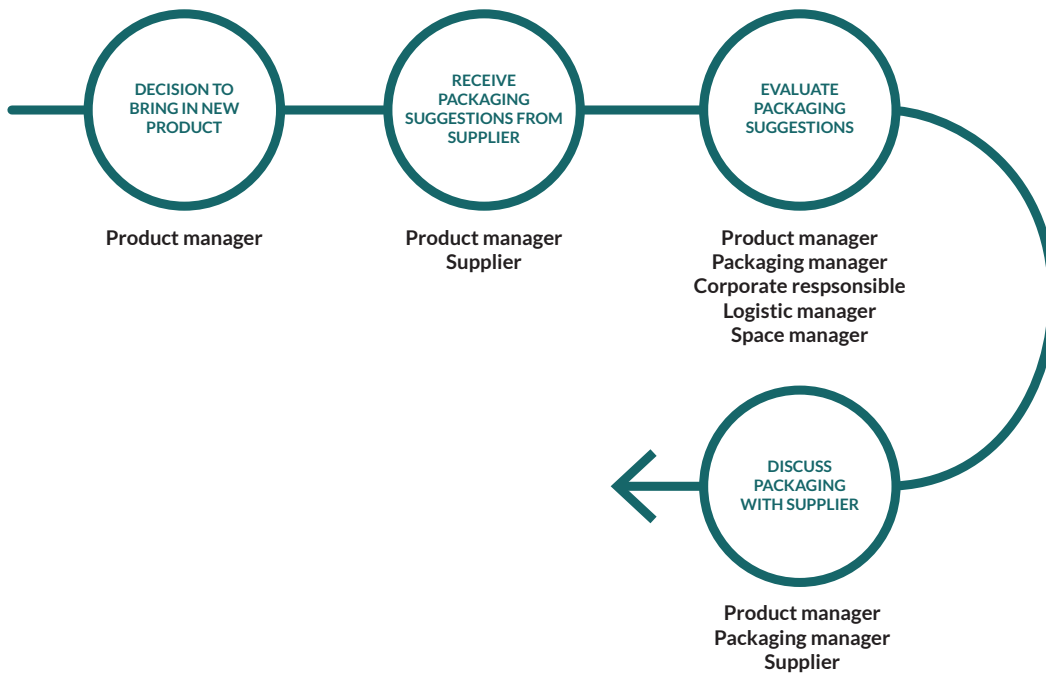 DECISION TO
BRING IN NEW
PRODUCT
Product manager
RECEIVE
PACKAGING
SUGGESTIONS FROM
SUPPLIER
Product manager
Supplier
EVALUATE
PACKAGING
SUGGESTIONS
Product manager
Packaging manager
Corporate respsonsible
Logistic manager
Space manager
DISCUSS
PACKAGING
WITH SUPPLIER
Product manager
Packaging manager
Supplier